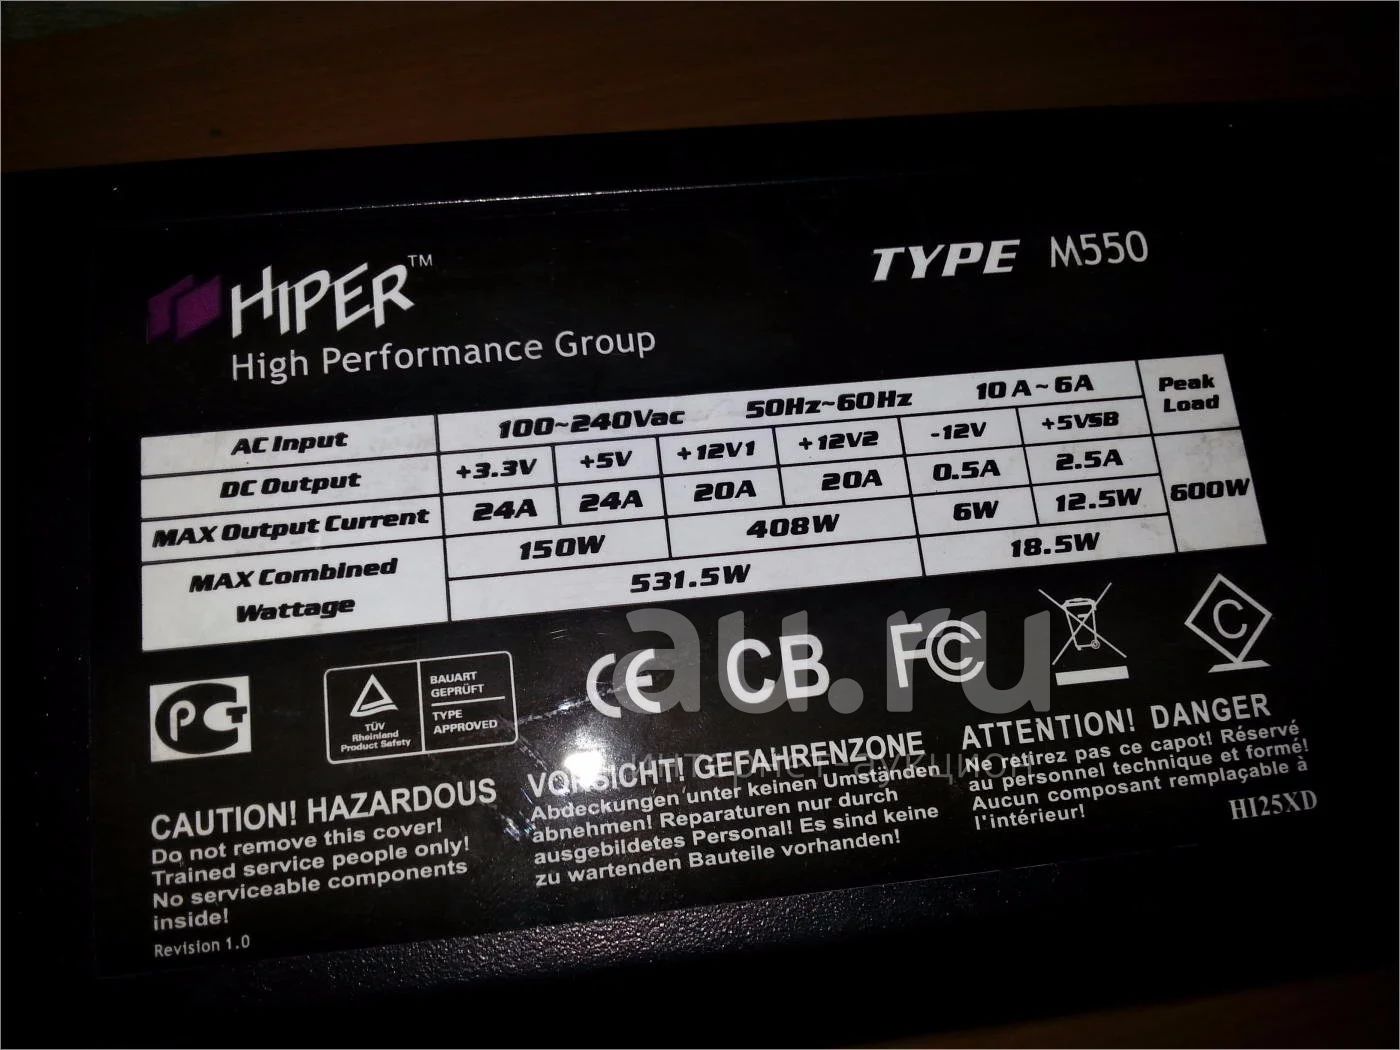 HIPER™
High Performance Group
TYPE M550
AC Input 100~240Vac 50Hz~60Hz 10A~6A Peak Load
DC Output +3.3V +5V +12V1 +12V2 -12V +5VSB
MAX Output Current 24A 24A 20A 20A 0.5A 2.5A 600W
MAX Combined Wattage 150W 408W 6W 12.5W
531.5W 18.5W
TÜV
Rheinland
Product Safety
BAUART
GEPRÜFT
TYPE
APPROVED
CE CB FC C
au.ru
интернет-аукцион
CAUTION! HAZARDOUS
Do not remove this cover!
Trained service people only!
No serviceable components
inside!
Revision 1.0
VORSICHT! GEFAHRENZONE
Abdeckungen unter keinen Umständen
abnehmen! Reparaturen nur durch
ausgebildetes Personal! Es sind keine
zu wartenden Bauteile vorhanden!
ATTENTION! DANGER
Ne retirez pas ce capot! Réservé
au personnel technique et formé!
Aucun composant remplaçable à
l'intérieur!
HI25XD